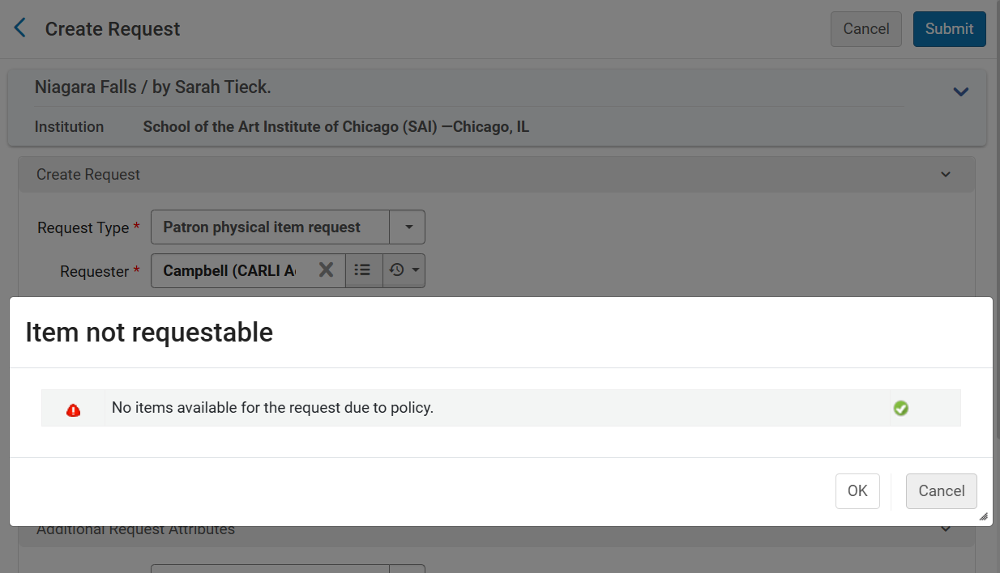 Create Request
Cancel
Submit
Niagara Falls / by Sarah Tieck.
Institution School of the Art Institute of Chicago (SAI) —Chicago, IL
Create Request
Request Type * Patron physical item request
Requester * Campbell (CARLI
Item not requestable
No items available for the request due to policy.
OK
Cancel
Additional Request Attributes